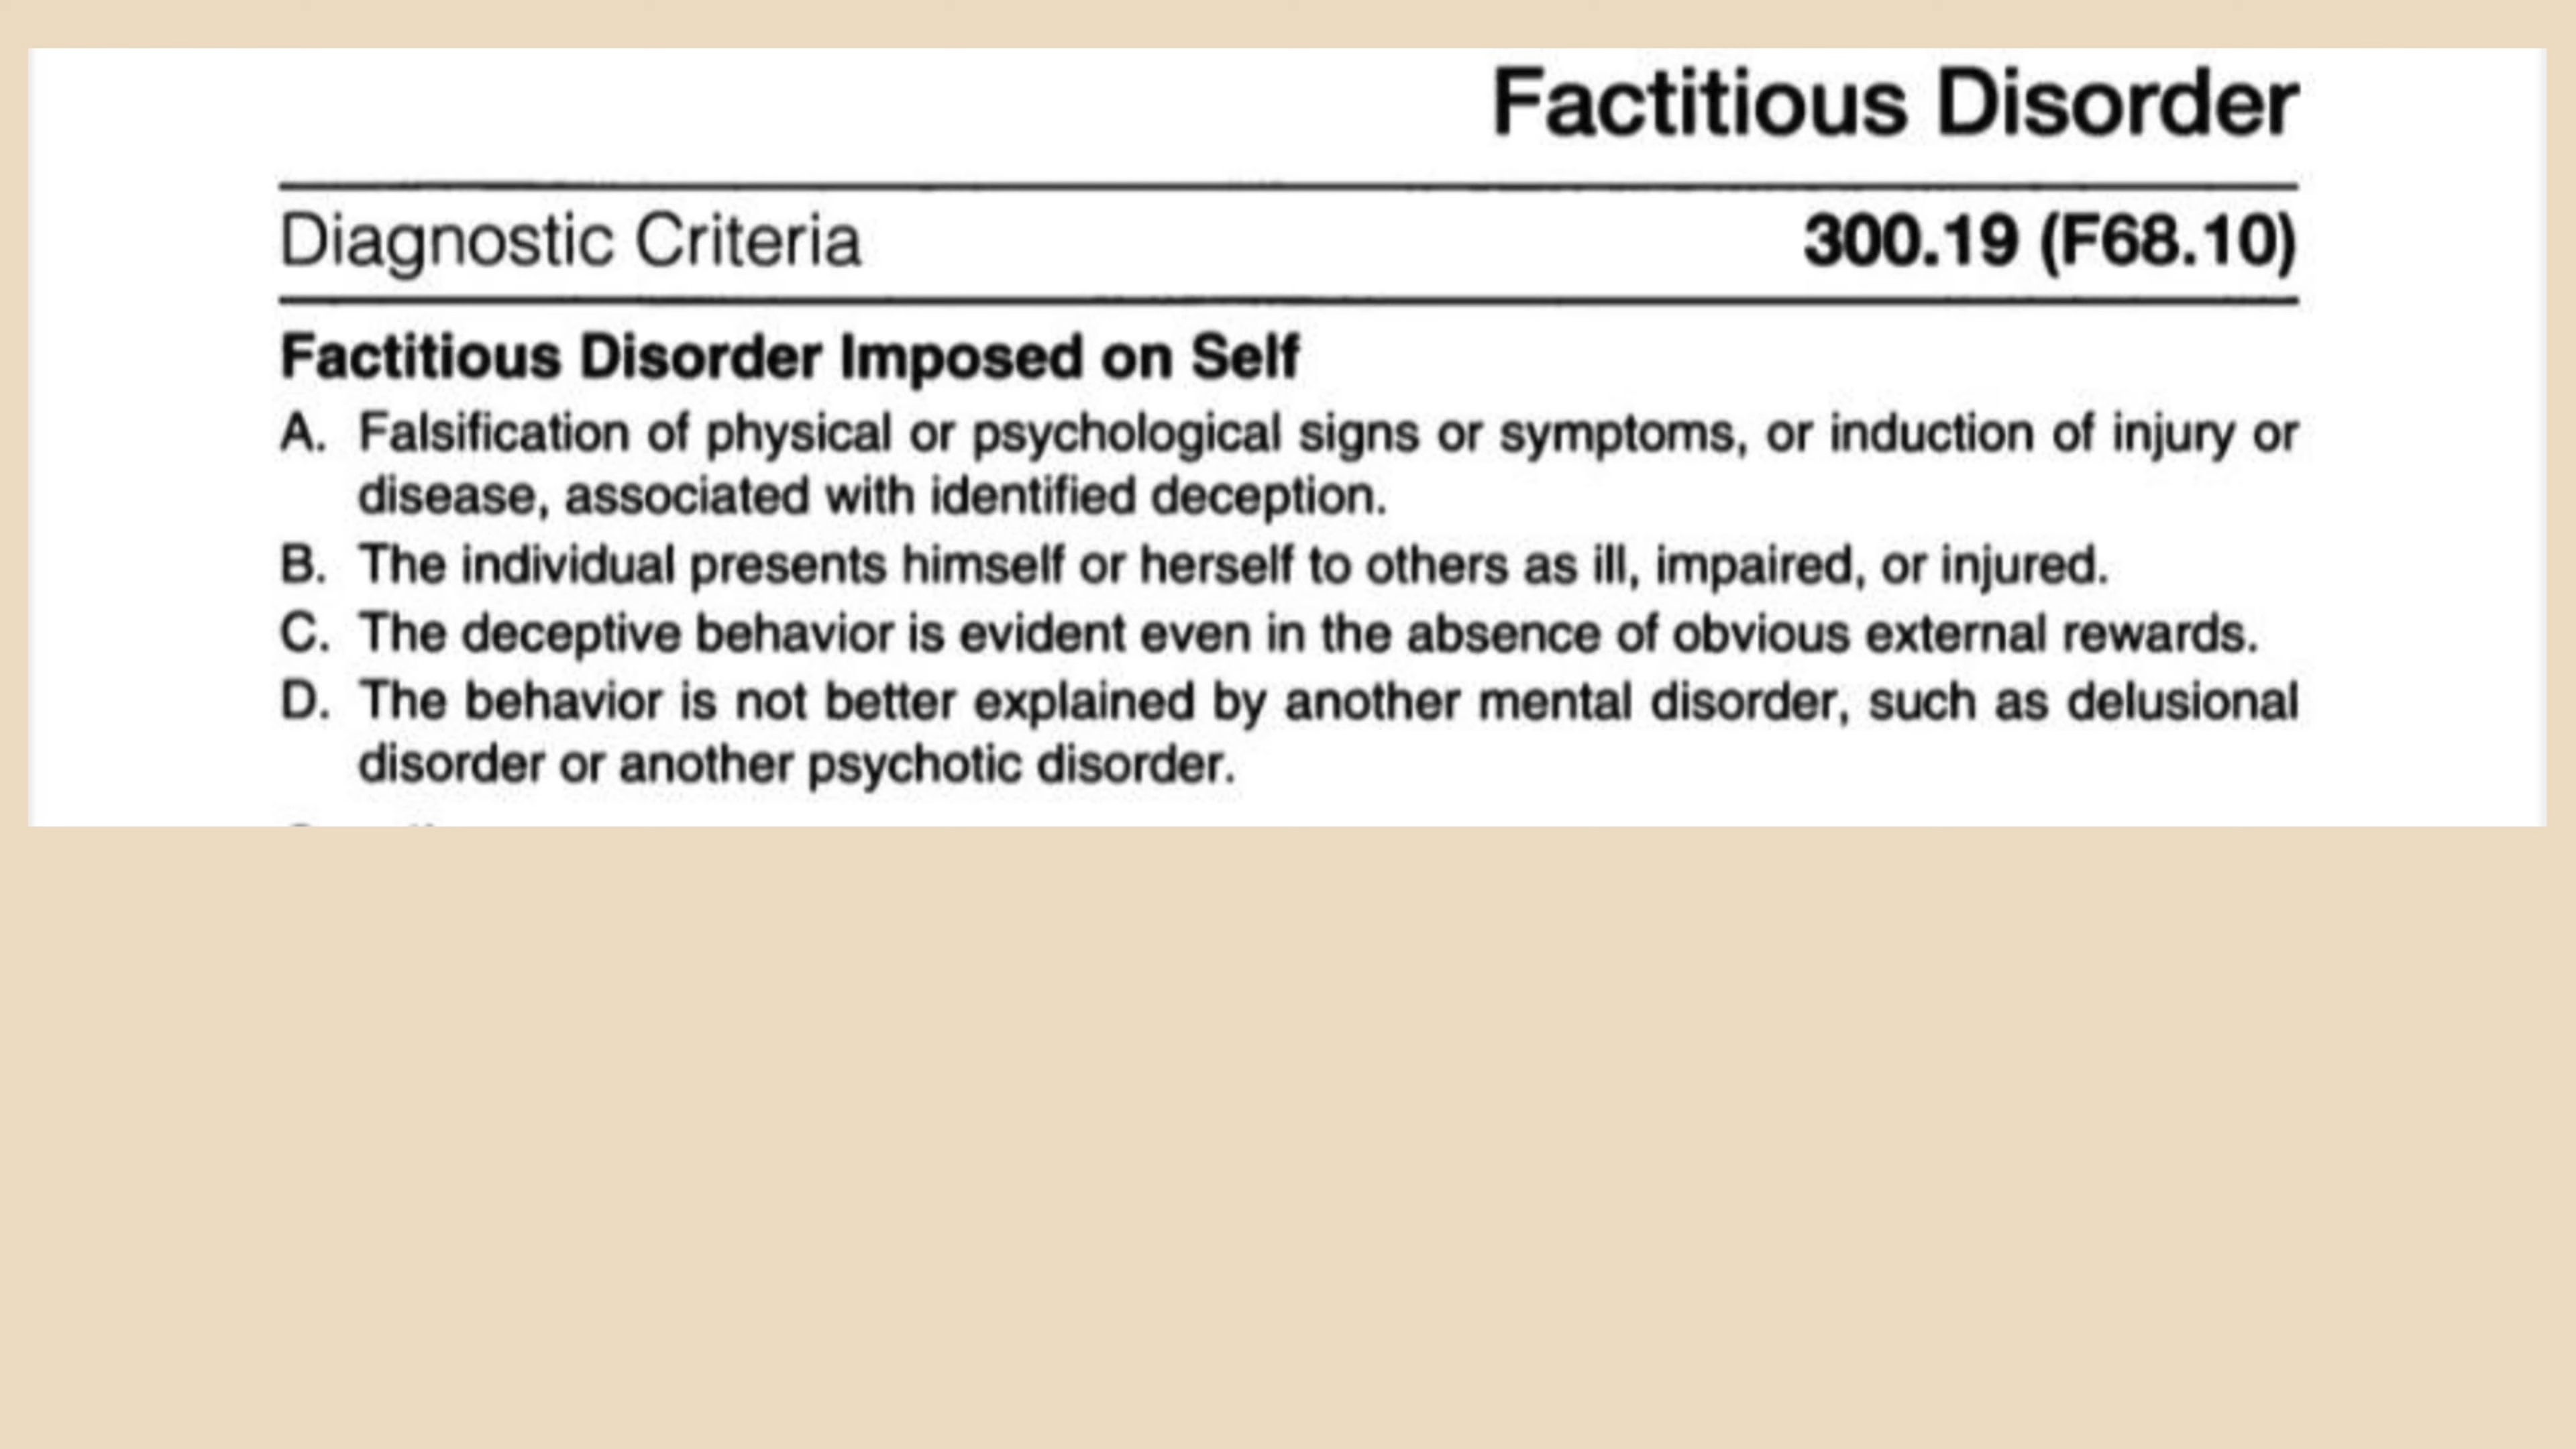 Factitious Disorder
Diagnostic Criteria 300.19 (F68.10)
Factitious Disorder Imposed on Self
A. Falsification of physical or psychological signs or symptoms, or induction of injury or
disease, associated with identified deception.
B. The individual presents himself or herself to others as ill, impaired, or injured.
C. The deceptive behavior is evident even in the absence of obvious external rewards.
D. The behavior is not better explained by another mental disorder, such as delusional
disorder or another psychotic disorder.